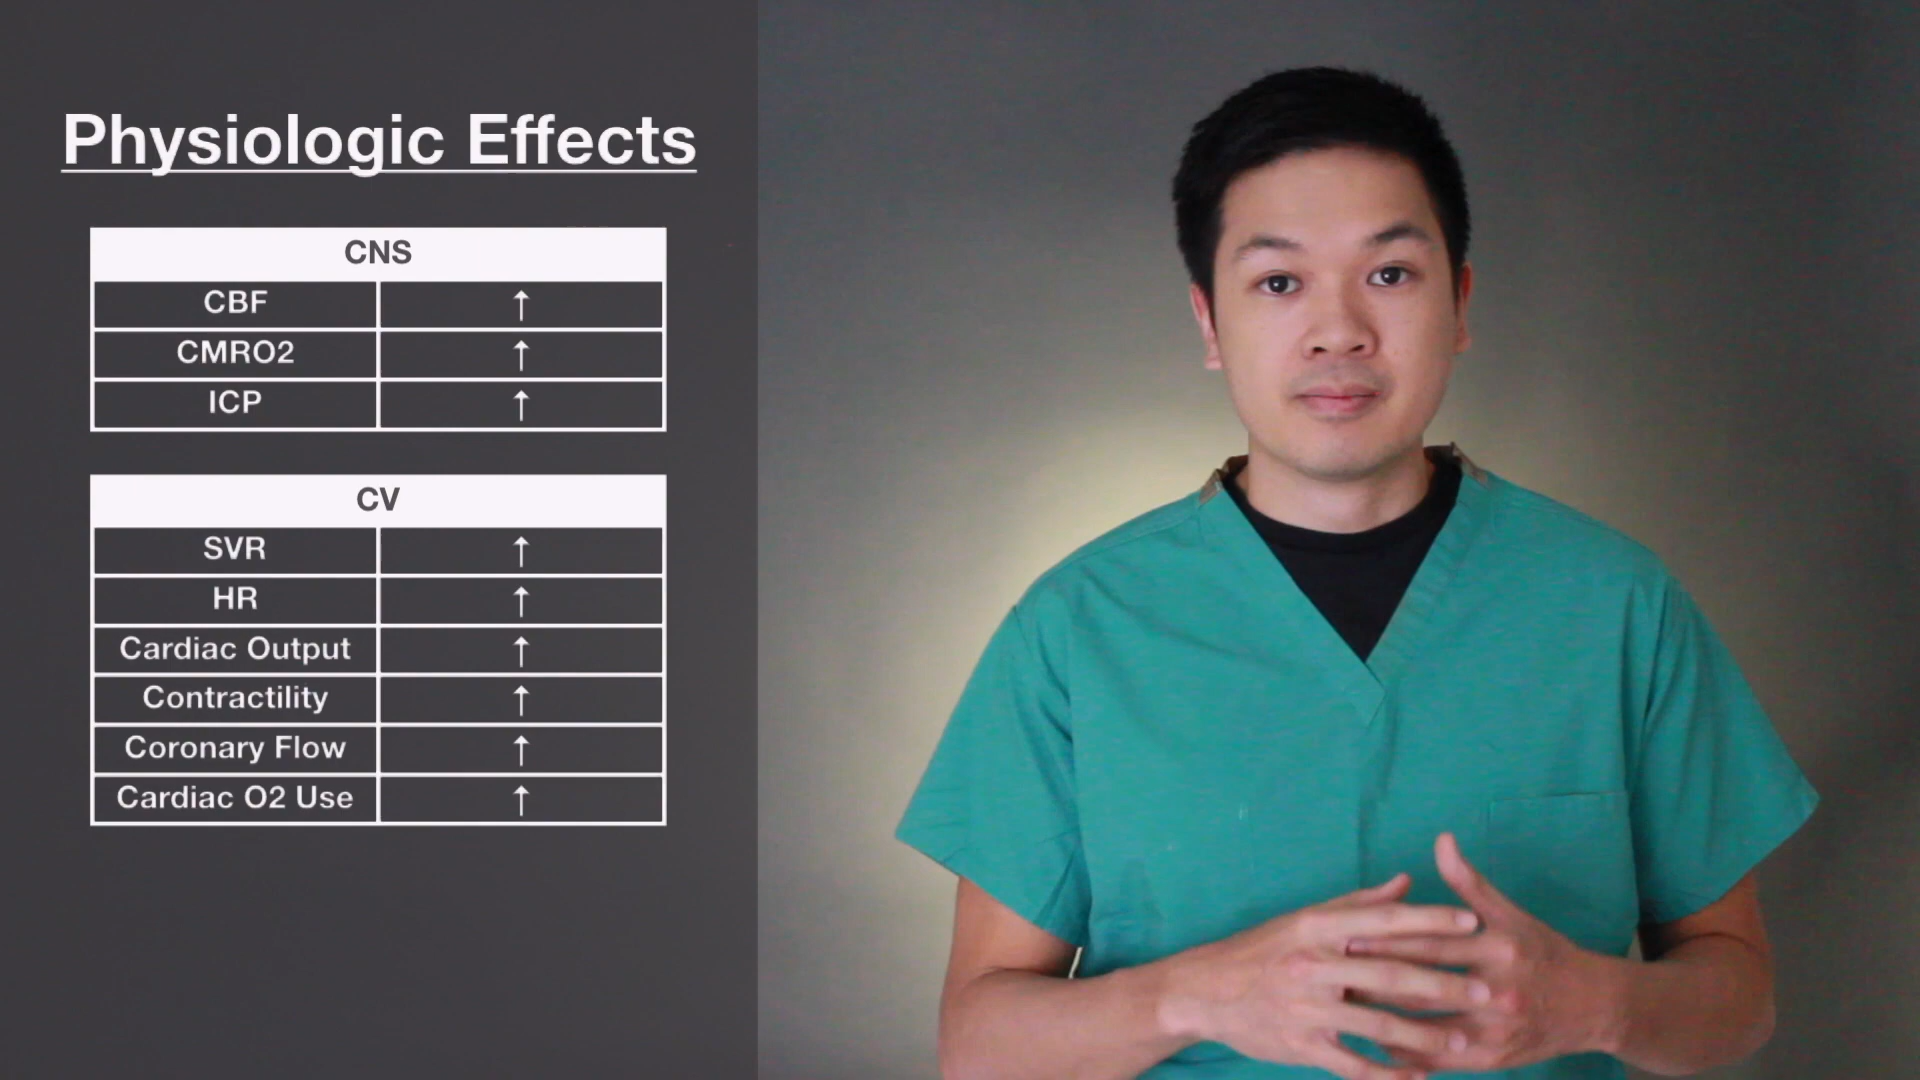 Physiologic Effects
CNS
CBF ↑
CMRO2 ↑
ICP ↑
CV
SVR ↑
HR ↑
Cardiac Output ↑
Contractility ↑
Coronary Flow ↑
Cardiac O2 Use ↑